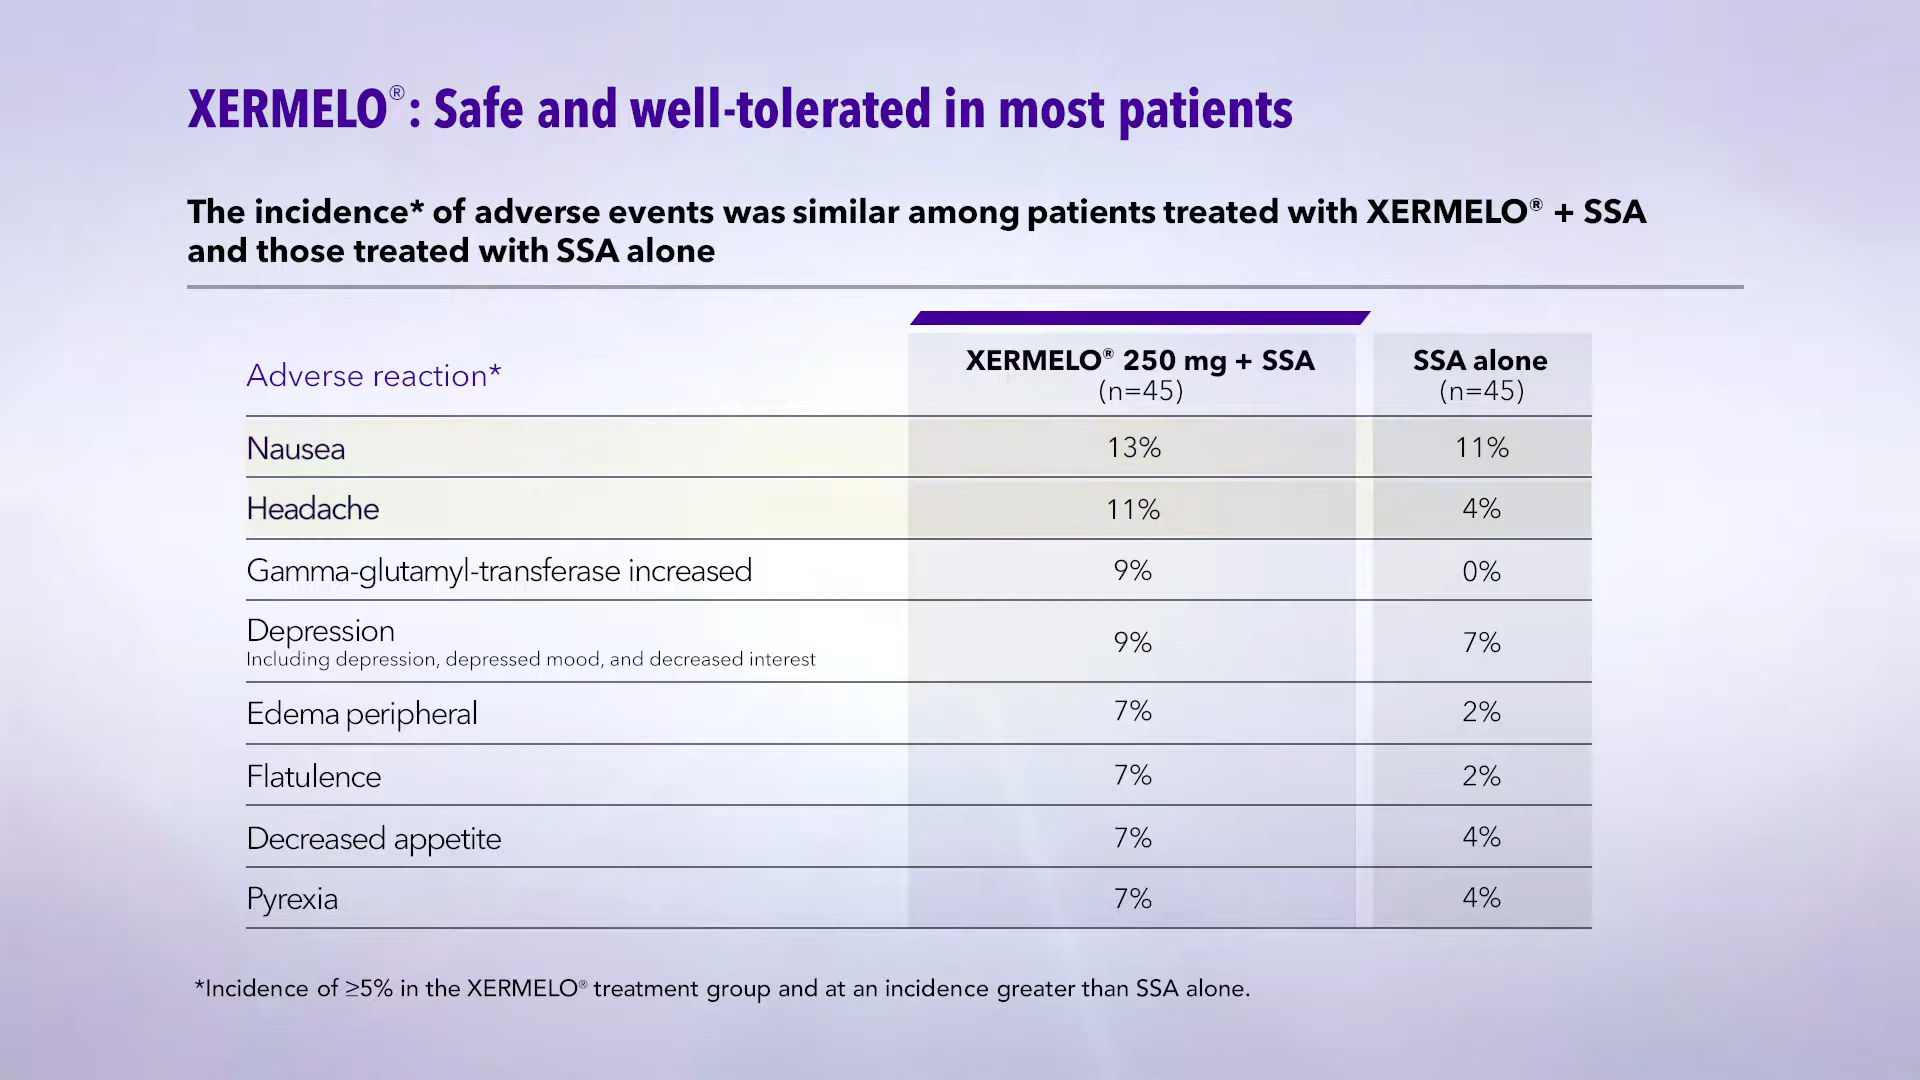 XERMELO®: Safe and well-tolerated in most patients
The incidence* of adverse events was similar among patients treated with XERMELO® + SSA
and those treated with SSA alone
Adverse reaction*
XERMELO® 250 mg + SSA
(n=45)
SSA alone
(n=45)
Nausea 13% 11%
Headache 11% 4%
Gamma-glutamyl-transferase increased 9% 0%
Depression
Including depression, depressed mood, and decreased interest
9% 7%
Edema peripheral 7% 2%
Flatulence 7% 2%
Decreased appetite 7% 4%
Pyrexia 7% 4%
*Incidence of ≥5% in the XERMELO® treatment group and at an incidence greater than SSA alone.